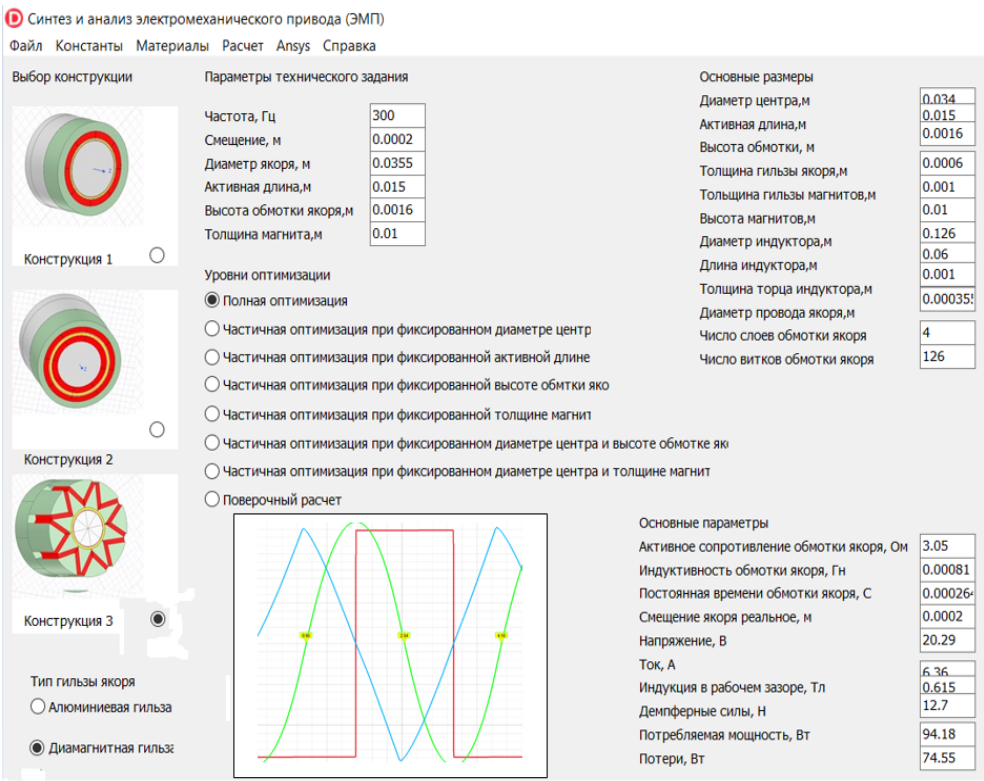 Синтез и анализ электромеханического привода (ЭМП)
Файл Константы Материалы Расчет Ansys Справка
Выбор конструкции
Конструкция 1
Конструкция 2
Конструкция 3
Тип гильзы якоря
Алюминиевая гильза
Диамагнитная гильза
Параметры технического задания
Частота, Гц 300
Смещение, м 0.0002
Диаметр якоря, м 0.0355
Активная длина,м 0.015
Высота обмотки якоря,м 0.0016
Толщина магнита,м 0.01
Уровни оптимизации
Полная оптимизация
Частичная оптимизация при фиксированном диаметре центр
Частичная оптимизация при фиксированной активной длине
Частичная оптимизация при фиксированной высоте обмтки яко
Частичная оптимизация при фиксированной толщине магнит
Частичная оптимизация при фиксированном диаметре центра и высоте обмотке як
Частичная оптимизация при фиксированном диаметре центра и толщине магнит
Поверочный расчет
Основные размеры
Диаметр центра,м 0.034
Активная длина,м 0.015
Высота обмотки, м 0.0016
Толщина гильзы якоря,м 0.0006
Тольщина гильзы магнитов,м 0.001
Высота магнитов,м 0.01
Диаметр индуктора,м 0.126
Длина индуктора,м 0.06
Толщина торца индуктора,м 0.001
Диаметр провода якоря,м 0.000355
Число слоев обмотки якоря 4
Число витков обмотки якоря 126
Основные параметры
Активное сопротивление обмотки якоря, Ом 3.05
Индуктивность обмотки якоря, Гн 0.00081
Постоянная времени обмотки якоря, С 0.000264
Смещение якоря реальное, м 0.0002
Напряжение, В 20.29
Ток, А 6.36
Индукция в рабочем зазоре, Тл 0.615
Демпферные силы, Н 12.7
Потребляемая мощность, Вт 94.18
Потери, Вт 74.55